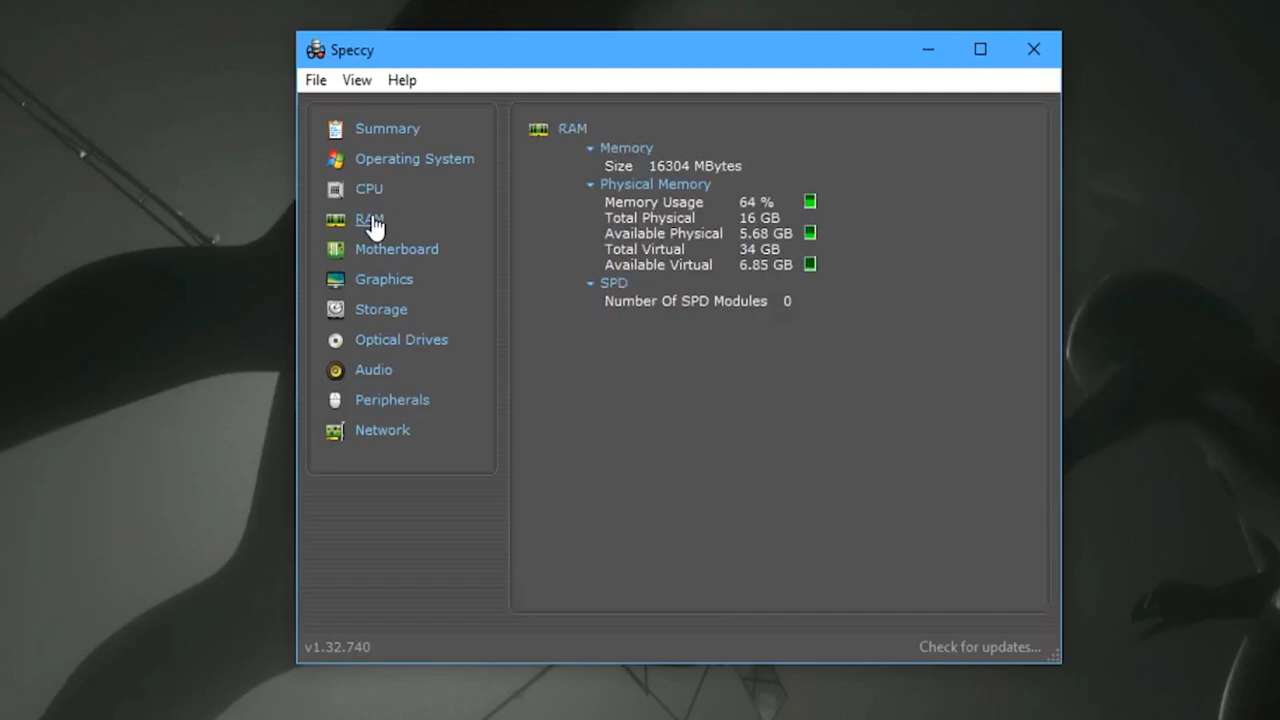 Speccy
File View Help
Summary
Operating System
CPU
RAM
Motherboard
Graphics
Storage
Optical Drives
Audio
Peripherals
Network
RAM
Memory
Size 16304 MBytes
Physical Memory
Memory Usage 64 %
Total Physical 16 GB
Available Physical 5.68 GB
Total Virtual 34 GB
Available Virtual 6.85 GB
SPD
Number Of SPD Modules 0
v1.32.740
Check for updates...